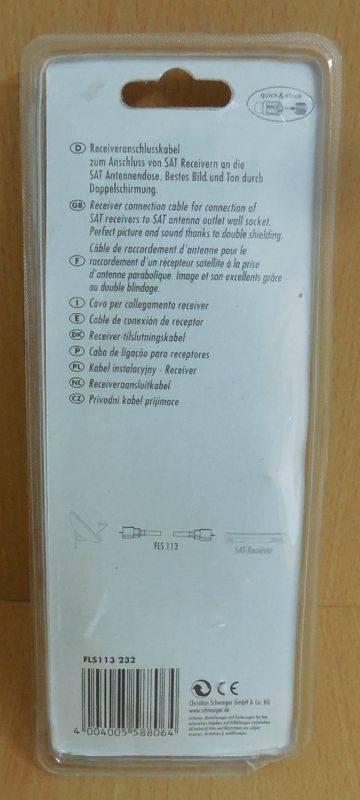 quick & stick
D Receiveranschlusskabel
zum Anschluss von SAT Receivern an die
SAT Antennendose. Bestes Bild und Ton durch
Doppelschirmung.
GB Receiver connection cable for connection of
SAT receivers to SAT antenna outlet wall socket.
Perfect picture and sound thanks to double shielding.
Câble de raccordement d'antenne pour le
F raccordement d'un récepteur satellite à la prise
d'antenne parabolique. Image et son excellents grâce
au double blindage.
I Cavo per collegamento receiver
E Cable de conexión de receptor
DK Receiver-tilslutningskabel
P Cabo de ligação para receptores
PL Kabel instalacyjny - Receiver
NL Receiveraansluitkabel
CZ Privodni kabel prijimace
FLS 113
SAT-Receiver
FLS113 232
4 004005 588064
CE
Christian Schwaiger GmbH & Co. KG
www.schwaiger.de